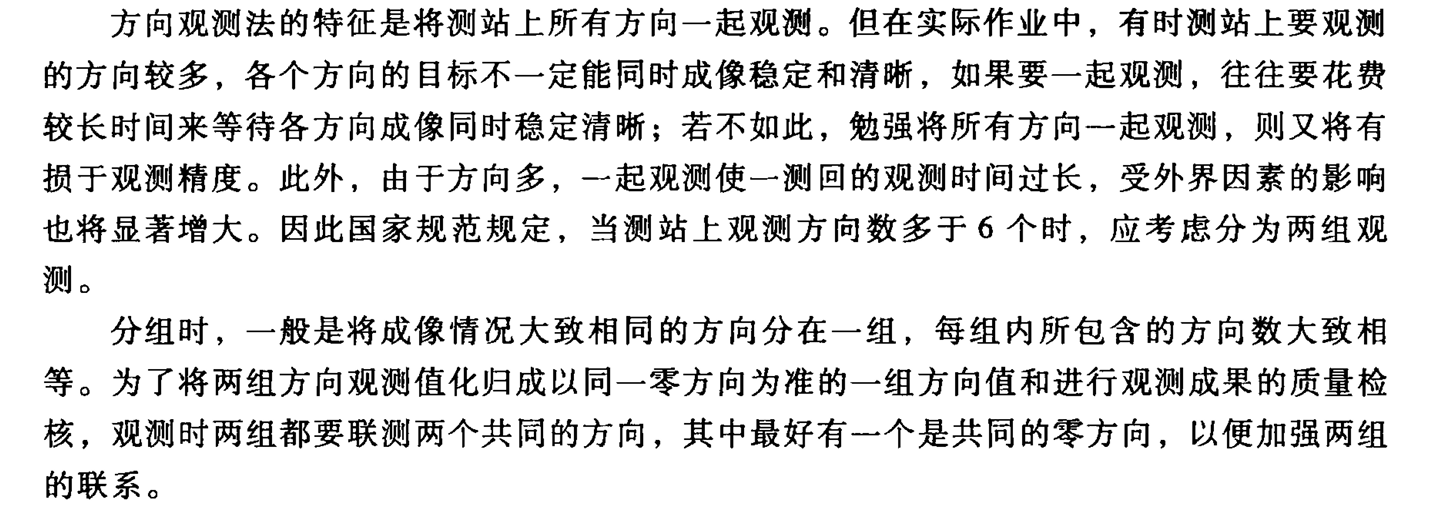 方向观测法的特征是将测站上所有方向一起观测。但在实际作业中，有时测站上要观测
的方向较多，各个方向的目标不一定能同时成像稳定和清晰，如果要一起观测，往往要花费
较长时间来等待各方向成像同时稳定清晰；若不如此，勉强将所有方向一起观测，则又将有
损于观测精度。此外，由于方向多，一起观测使一测回的观测时间过长，受外界因素的影响
也将显著增大。因此国家规范规定，当测站上观测方向数多于 6 个时，应考虑分为两组观
测。
分组时，一般是将成像情况大致相同的方向分在一组，每组内所包含的方向数大致相
等。为了将两组方向观测值化归成以同一零方向为准的一组方向值和进行观测成果的质量检
核，观测时两组都要联测两个共同的方向，其中最好有一个是共同的零方向，以便加强两组
的联系。